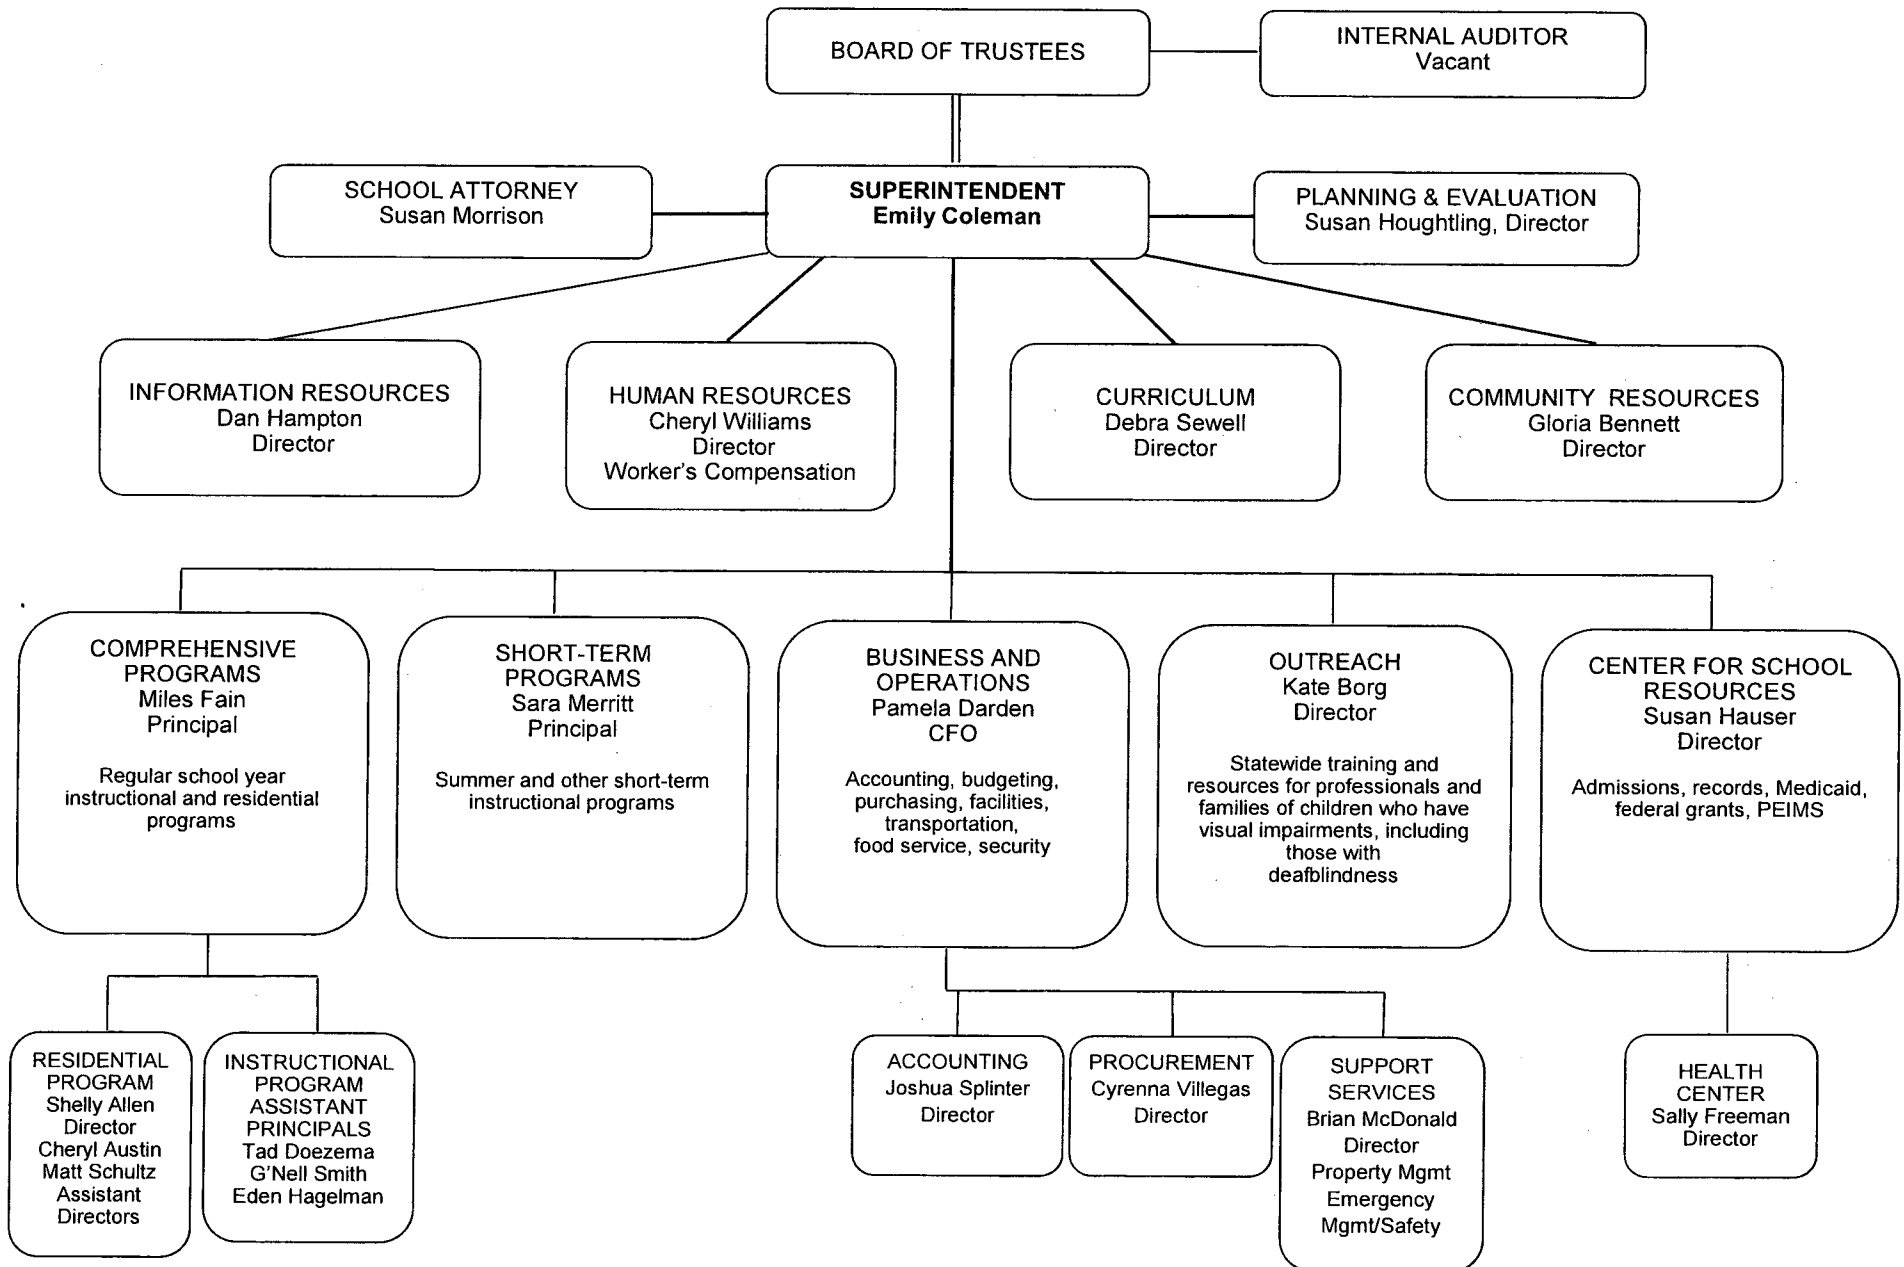 BOARD OF TRUSTEES
INTERNAL AUDITOR
Vacant
SCHOOL ATTORNEY
Susan Morrison
SUPERINTENDENT
Emily Coleman
PLANNING & EVALUATION
Susan Houghtling, Director
INFORMATION RESOURCES
Dan Hampton
Director
HUMAN RESOURCES
Cheryl Williams
Director
Worker's Compensation
CURRICULUM
Debra Sewell
Director
COMMUNITY RESOURCES
Gloria Bennett
Director
COMPREHENSIVE
PROGRAMS
Miles Fain
Principal
Regular school year
instructional and residential
programs
SHORT-TERM
PROGRAMS
Sara Merritt
Principal
Summer and other short-term
instructional programs
BUSINESS AND
OPERATIONS
Pamela Darden
CFO
Accounting, budgeting,
purchasing, facilities,
transportation,
food service, security
OUTREACH
Kate Borg
Director
Statewide training and
resources for professionals and
families of children who have
visual impairments, including
those with
deafblindness
CENTER FOR SCHOOL
RESOURCES
Susan Hauser
Director
Admissions, records, Medicaid,
federal grants, PEIMS
RESIDENTIAL
PROGRAM
Shelly Allen
Director
Cheryl Austin
Matt Schultz
Assistant
Directors
INSTRUCTIONAL
PROGRAM
ASSISTANT
PRINCIPALS
Tad Doezema
G'Nell Smith
Eden Hagelman
ACCOUNTING
Joshua Splinter
Director
PROCUREMENT
Cyrenna Villegas
Director
SUPPORT
SERVICES
Brian McDonald
Director
Property Mgmt
Emergency
Mgmt/Safety
HEALTH
CENTER
Sally Freeman
Director